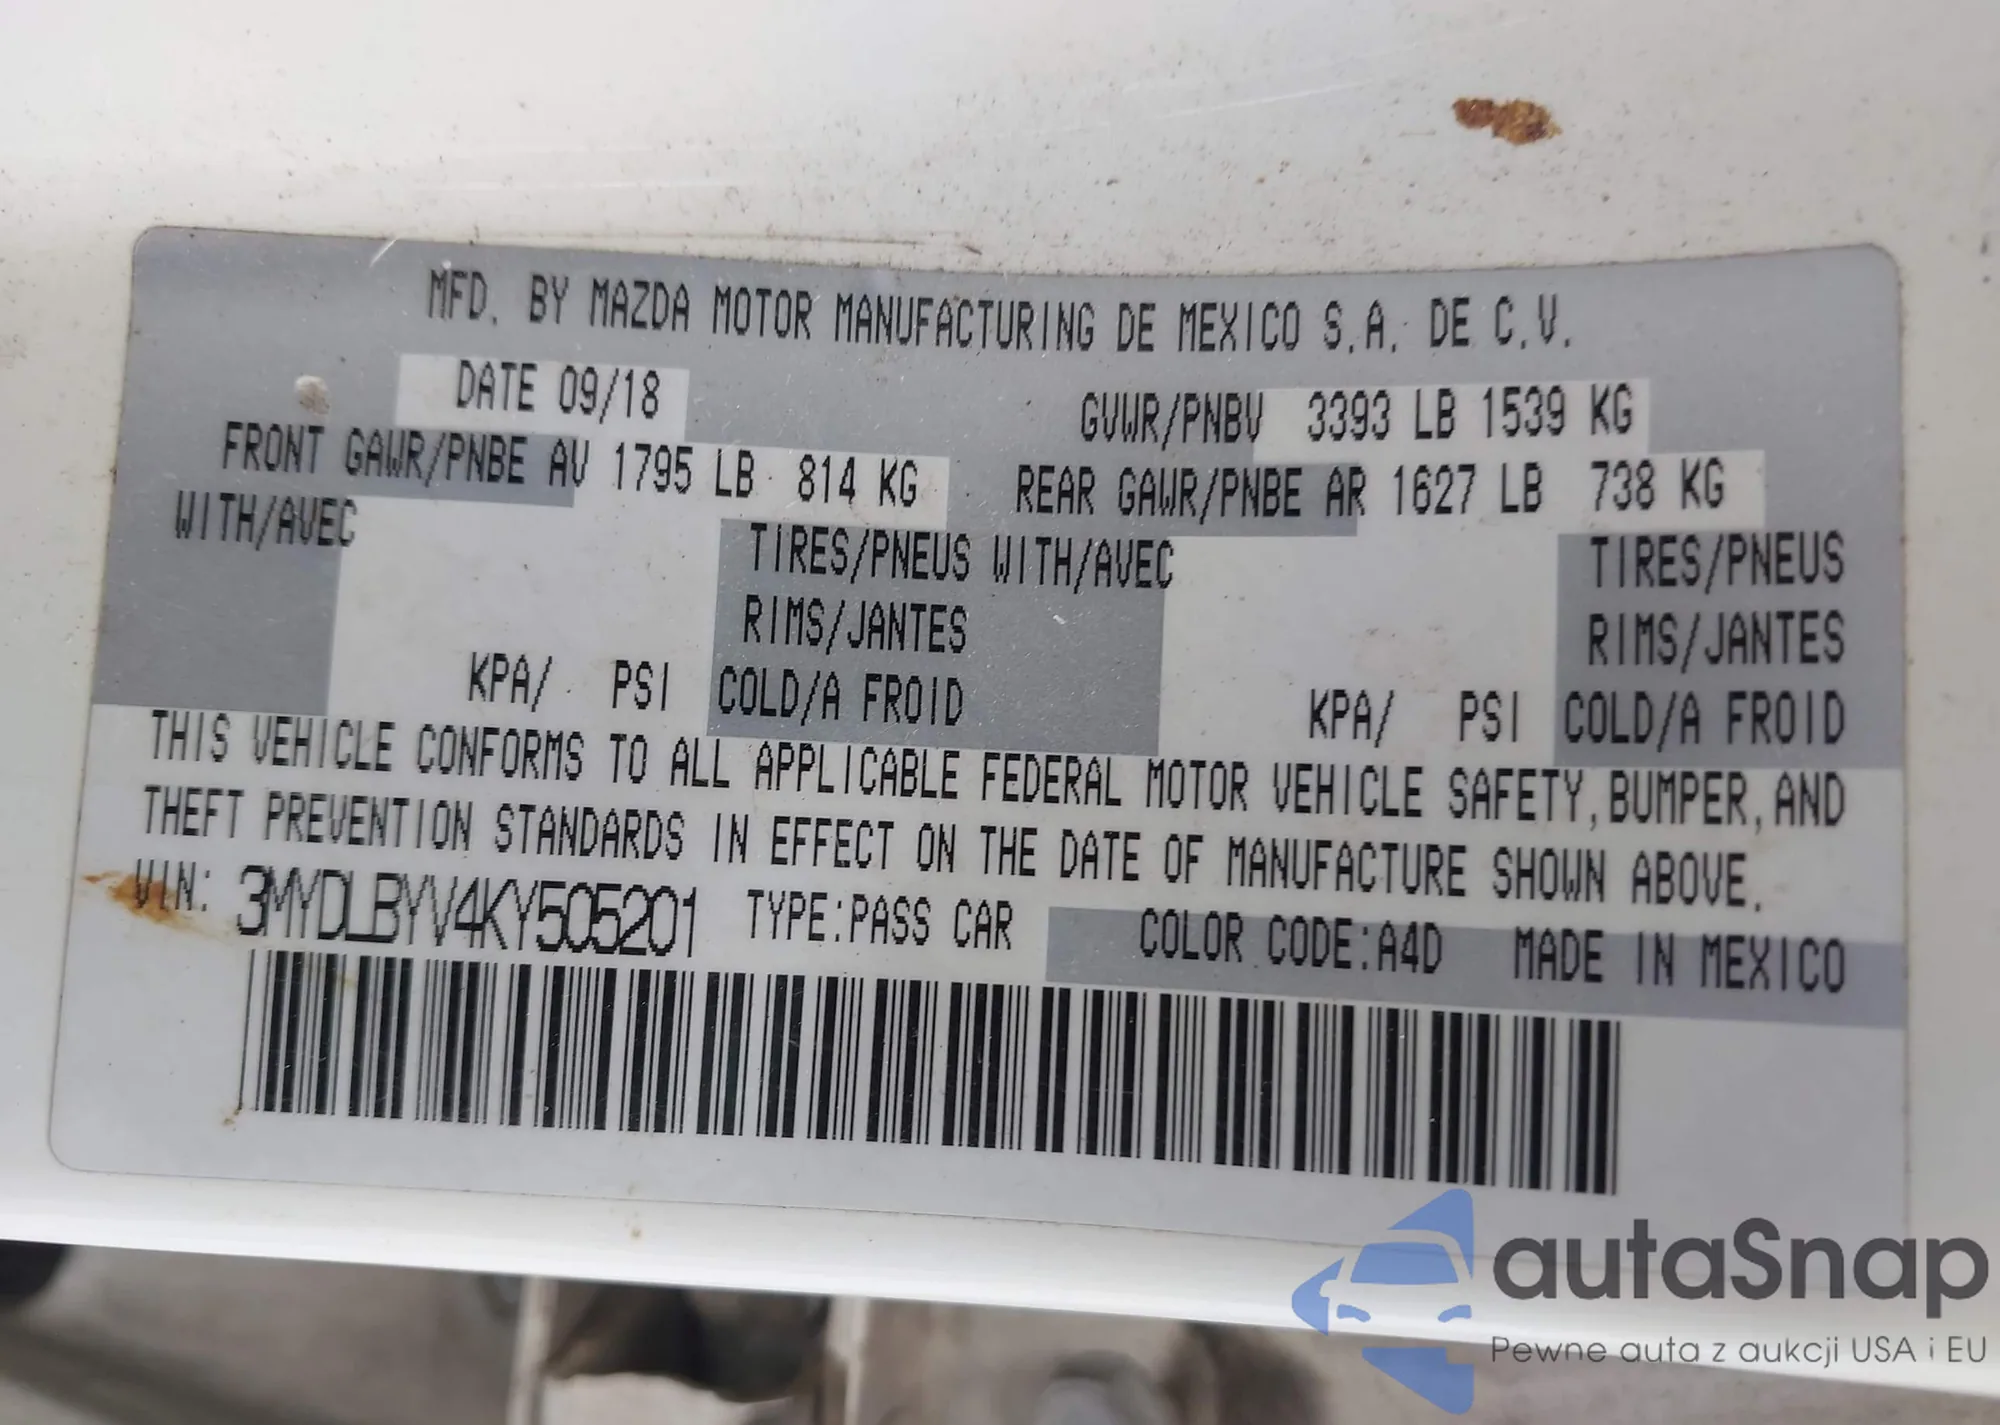 MFD. BY MAZDA MOTOR MANUFACTURING DE MEXICO S.A. DE C.V.
DATE 09/18 GVWR/PNBV 3393 LB 1539 KG
FRONT GAWR/PNBE AV 1795 LB 814 KG REAR GAWR/PNBE AR 1627 LB 738 KG
WITH/AVEC TIRES/PNEUS WITH/AVEC TIRES/PNEUS
RIMS/JANTES RIMS/JANTES
KPA/ PSI COLD/A FROID KPA/ PSI COLD/A FROID
THIS VEHICLE CONFORMS TO ALL APPLICABLE FEDERAL MOTOR VEHICLE SAFETY, BUMPER, AND
THEFT PREVENTION STANDARDS IN EFFECT ON THE DATE OF MANUFACTURE SHOWN ABOVE.
VIN: 3MYDLBYV4KY505201 TYPE:PASS CAR COLOR CODE:A4D MADE IN MEXICO
autaSnap
Pewne auta z aukcji USA i EU